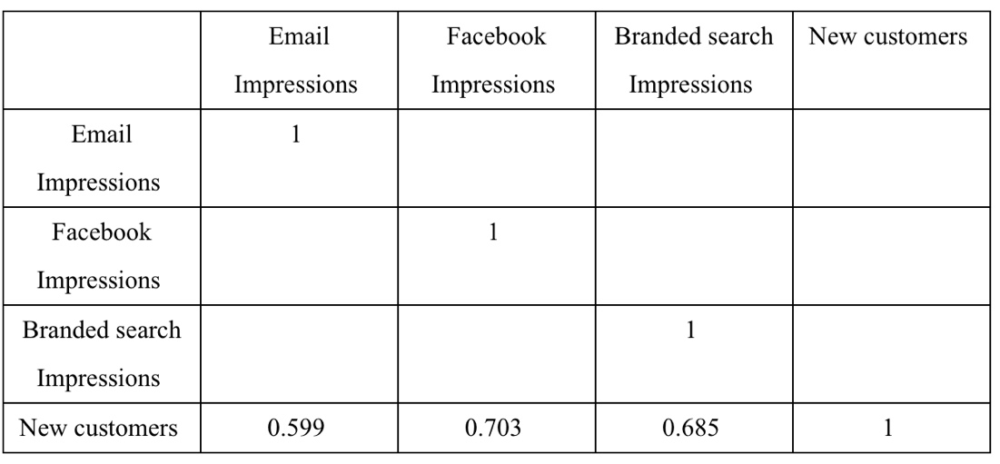 Email Facebook Branded search New customers
Impressions Impressions Impressions
Email 1
Impressions
Facebook 1
Impressions
Branded search 1
Impressions
New customers 0.599 0.703 0.685 1